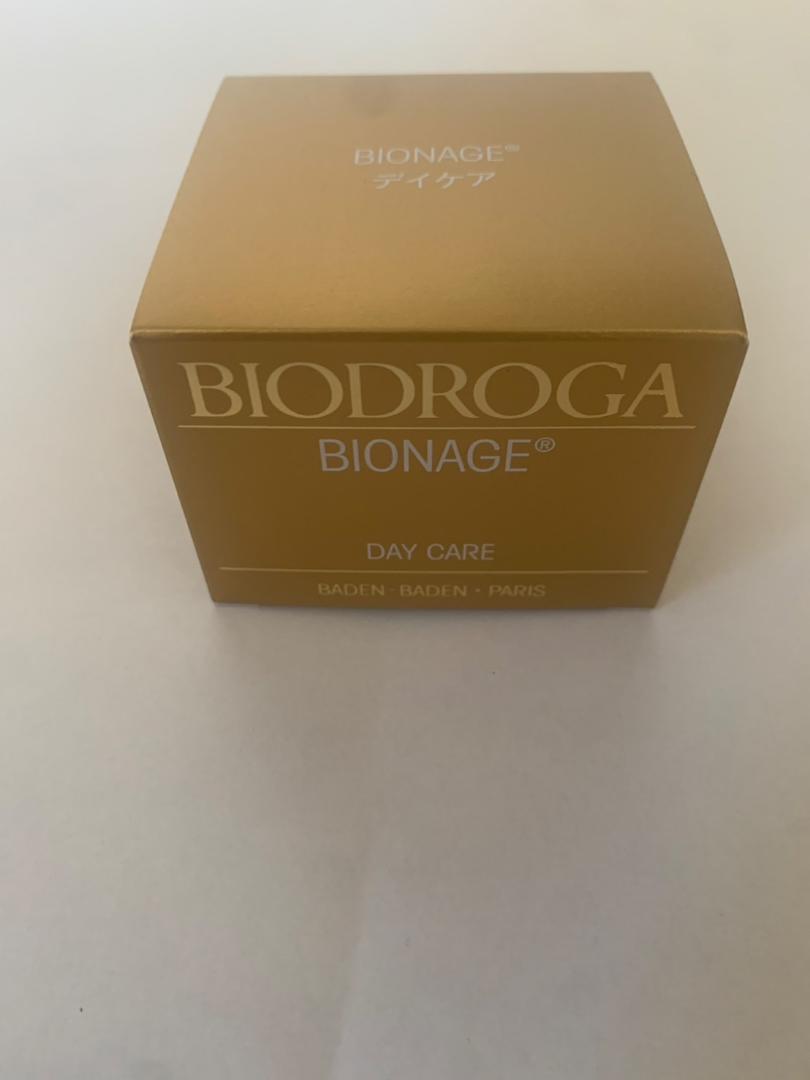 BIONAGE®
デイケア
BIODROGA
BIONAGE®
DAY CARE
BADEN-BADEN • PARIS